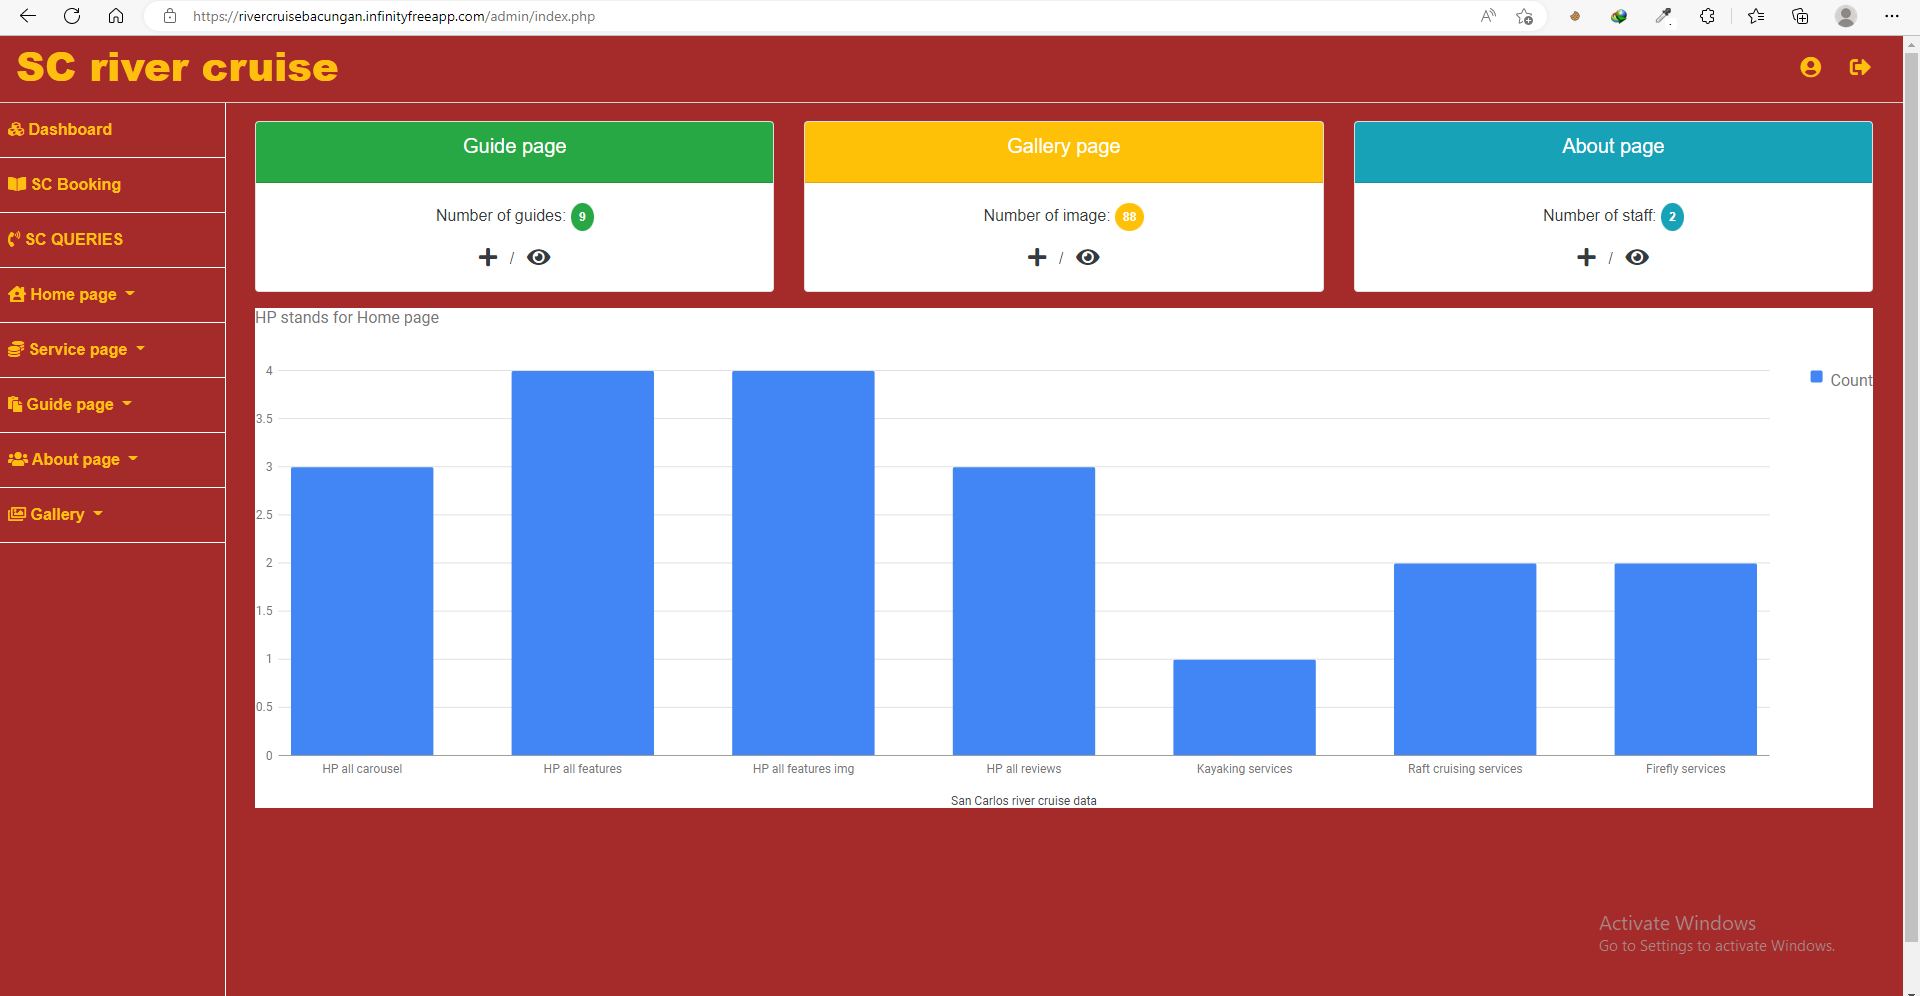 https://rivercruisebacungan.infinityfreeapp.com/admin/index.php
SC river cruise
Dashboard
SC Booking
SC QUERIES
Home page
Service page
Guide page
About page
Gallery
Guide page
Number of guides: 9
/
Gallery page
Number of image: 88
/
About page
Number of staff: 2
/
HP stands for Home page
4
3.5
3
2.5
2
1.5
1
0.5
0
Count
HP all carousel
HP all features
HP all features img
HP all reviews
Kayaking services
Raft cruising services
Firefly services
San Carlos river cruise data
Activate Windows
Go to Settings to activate Windows.